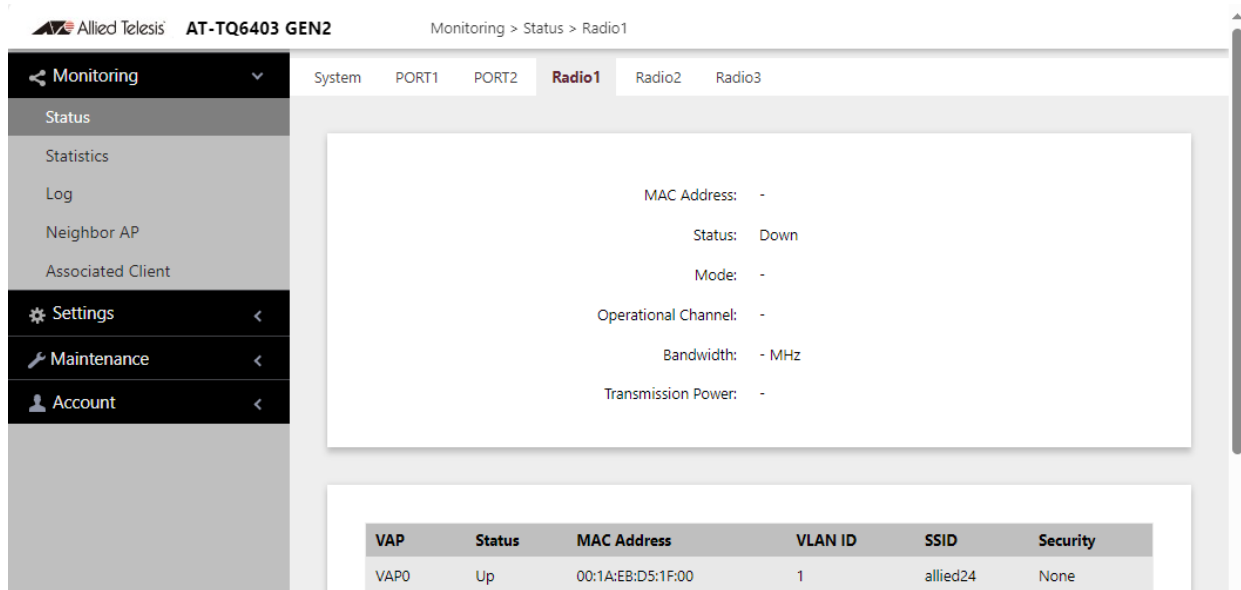 Allied Telesis AT-TQ6403 GEN2 Monitoring > Status > Radio1
Monitoring
System PORT1 PORT2 Radio1 Radio2 Radio3
Status
Statistics
Log
Neighbor AP
Associated Client
Settings
Maintenance
Account
MAC Address: -
Status: Down
Mode: -
Operational Channel: -
Bandwidth: - MHz
Transmission Power: -
VAP Status MAC Address VLAN ID SSID Security
VAP0 Up 00:1A:EB:D5:1F:00 1 allied24 None